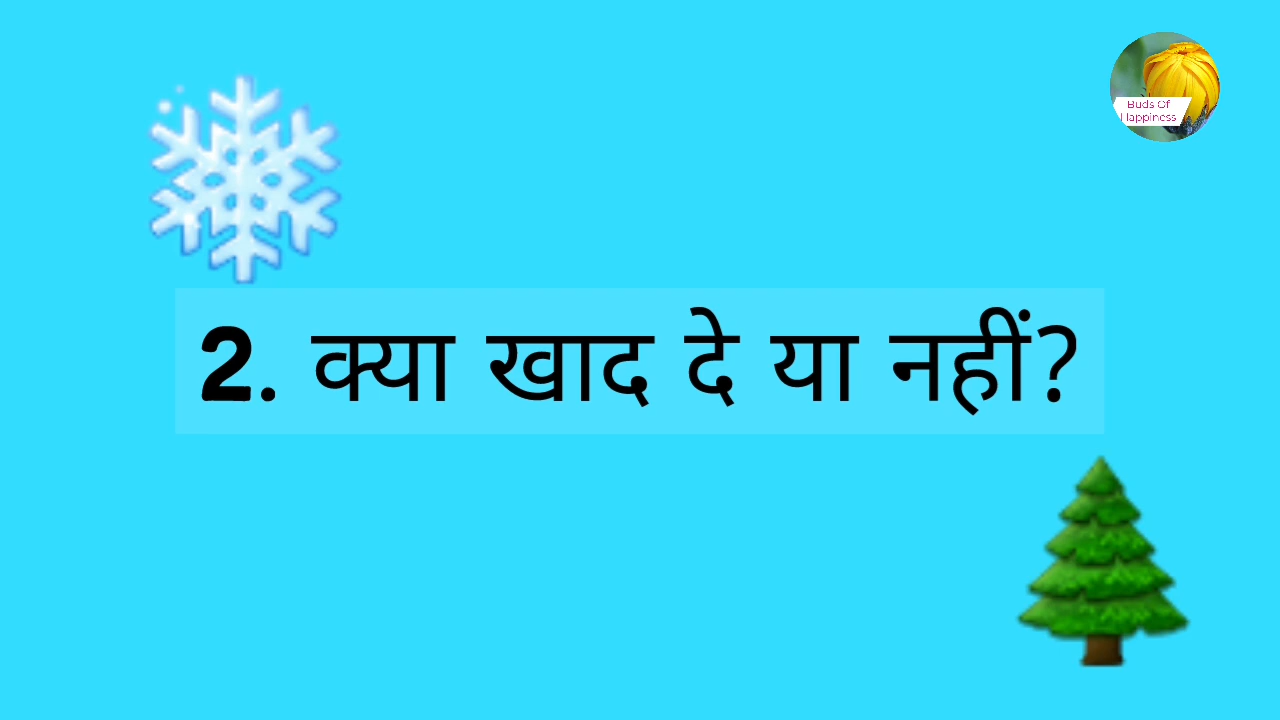 Buds Of
Happiness
2. क्या खाद दे या नहीं?